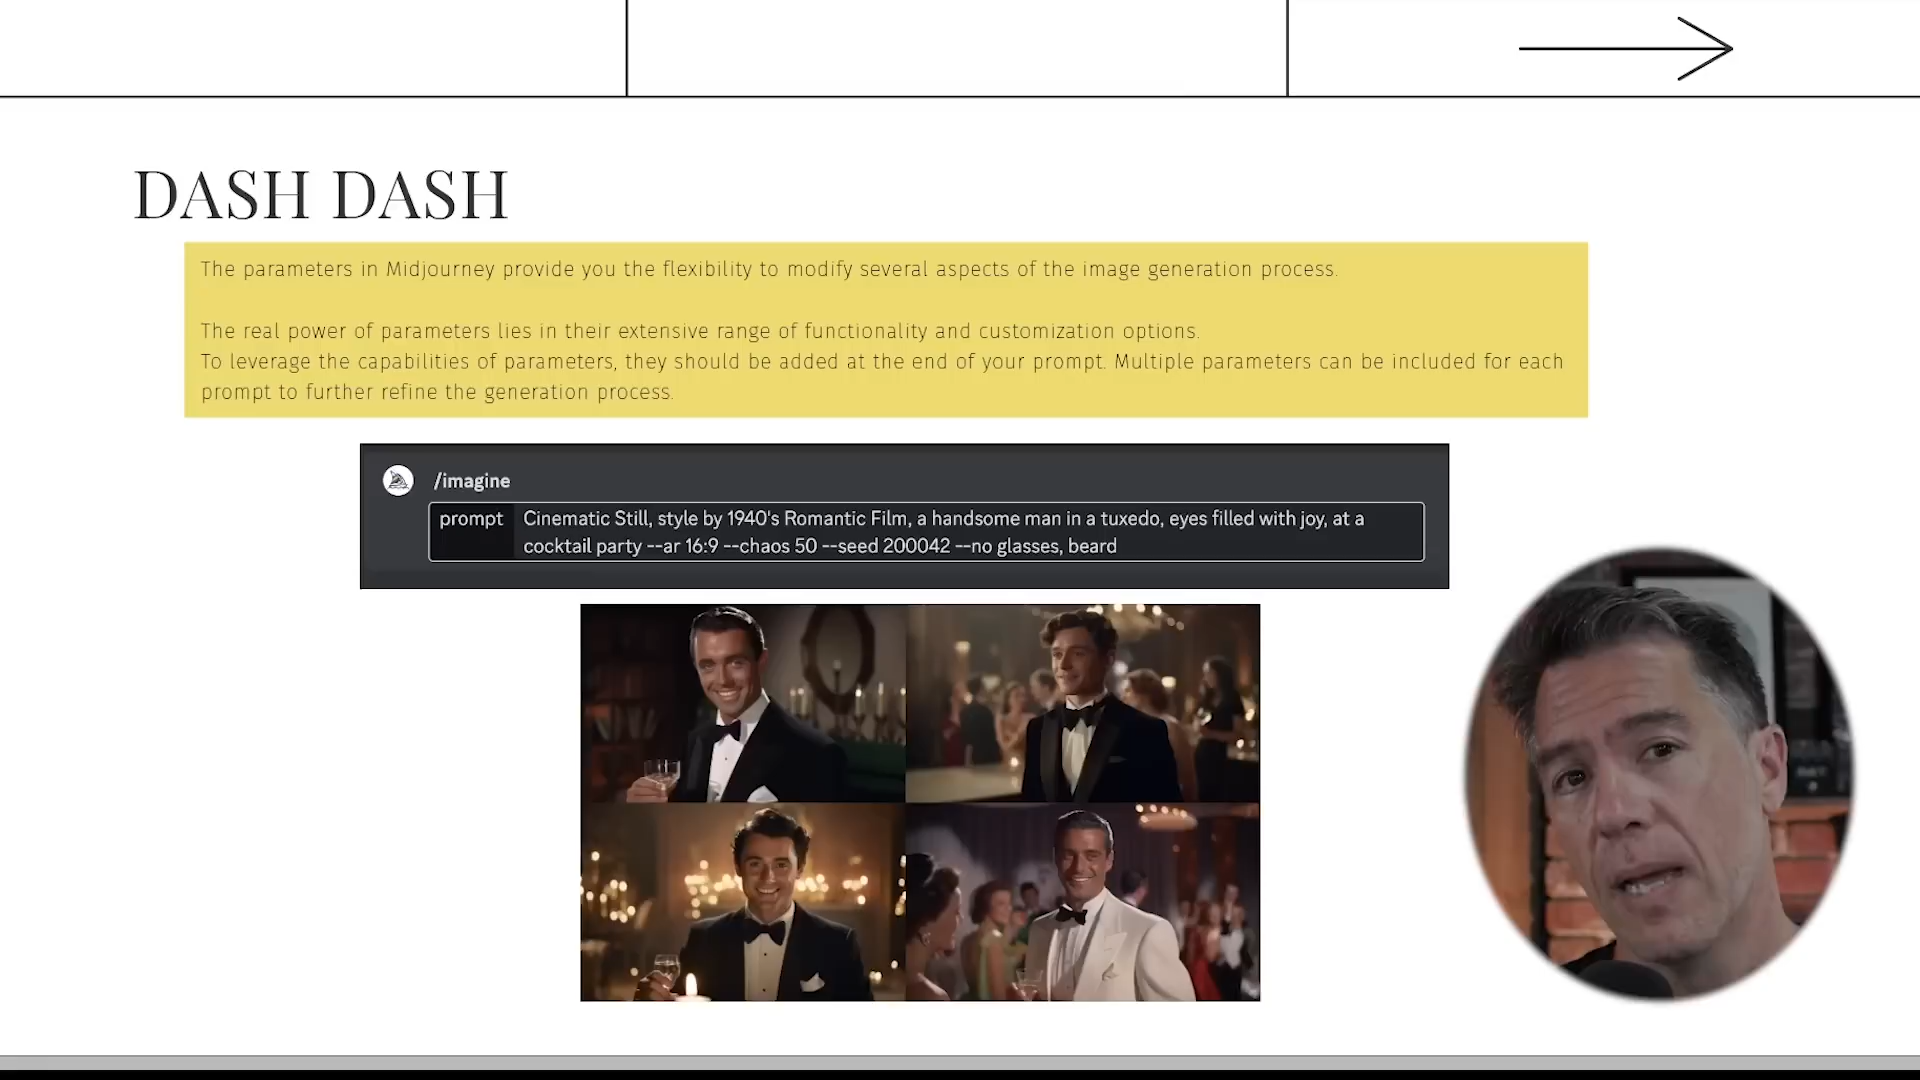 DASH DASH
The parameters in Midjourney provide you the flexibility to modify several aspects of the image generation process.
The real power of parameters lies in their extensive range of functionality and customization options.
To leverage the capabilities of parameters, they should be added at the end of your prompt. Multiple parameters can be included for each
prompt to further refine the generation process.
/imagine
prompt Cinematic Still, style by 1940's Romantic Film, a handsome man in a tuxedo, eyes filled with joy, at a
cocktail party --ar 16:9 --chaos 50 --seed 200042 --no glasses, beard